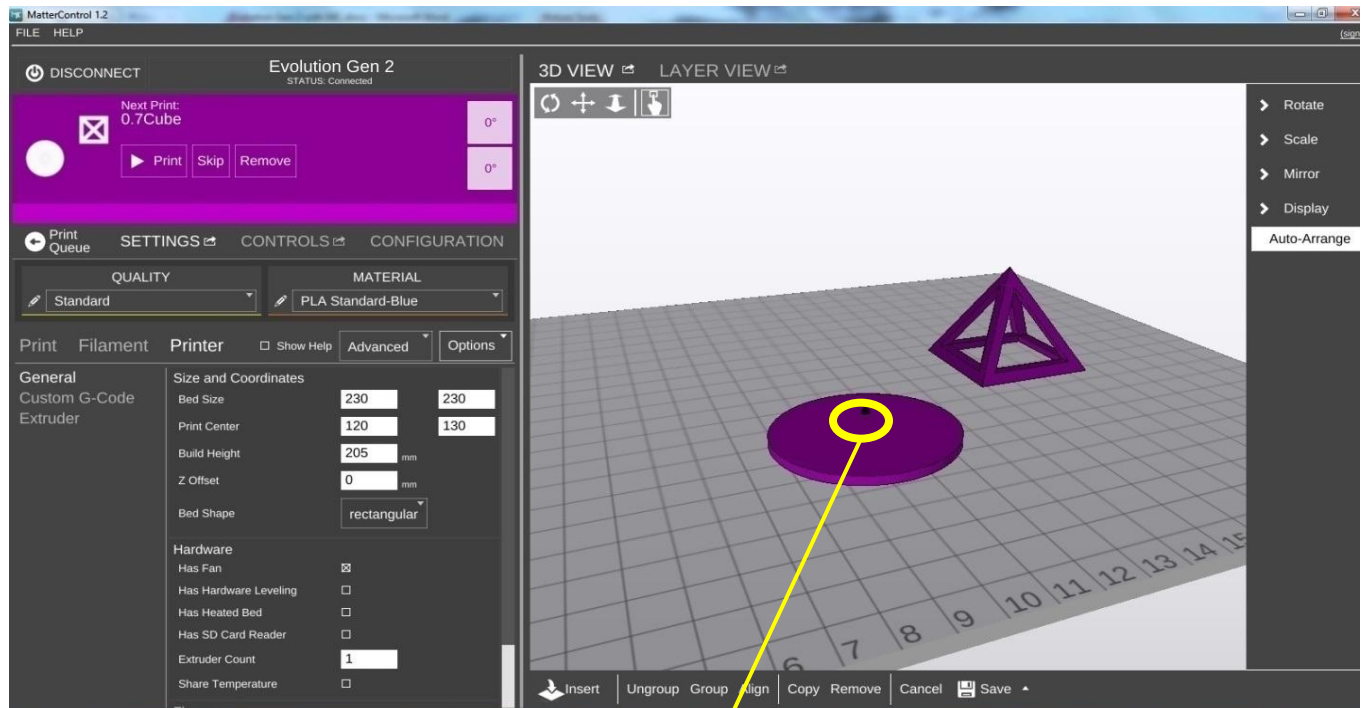 MatterControl 1.2
FILE HELP
(sign
DISCONNECT
Evolution Gen 2
STATUS: Connected
Next Print:
0.7Cube
0°
Print Skip Remove
0°
Print Queue
SETTINGS CONTROLS CONFIGURATION
QUALITY MATERIAL
Standard PLA Standard-Blue
Print Filament Printer Show Help Advanced Options
General
Custom G-Code
Extruder
Size and Coordinates
Bed Size 230 230
Print Center 120 130
Build Height 205 mm
Z Offset 0 mm
Bed Shape rectangular
Hardware
Has Fan
Has Hardware Leveling
Has Heated Bed
Has SD Card Reader
Extruder Count 1
Share Temperature
3D VIEW LAYER VIEW
Rotate
Scale
Mirror
Display
Auto-Arrange
6 7 8 9 10 11 12 13 14 15
Insert Ungroup Group Align Copy Remove Cancel Save